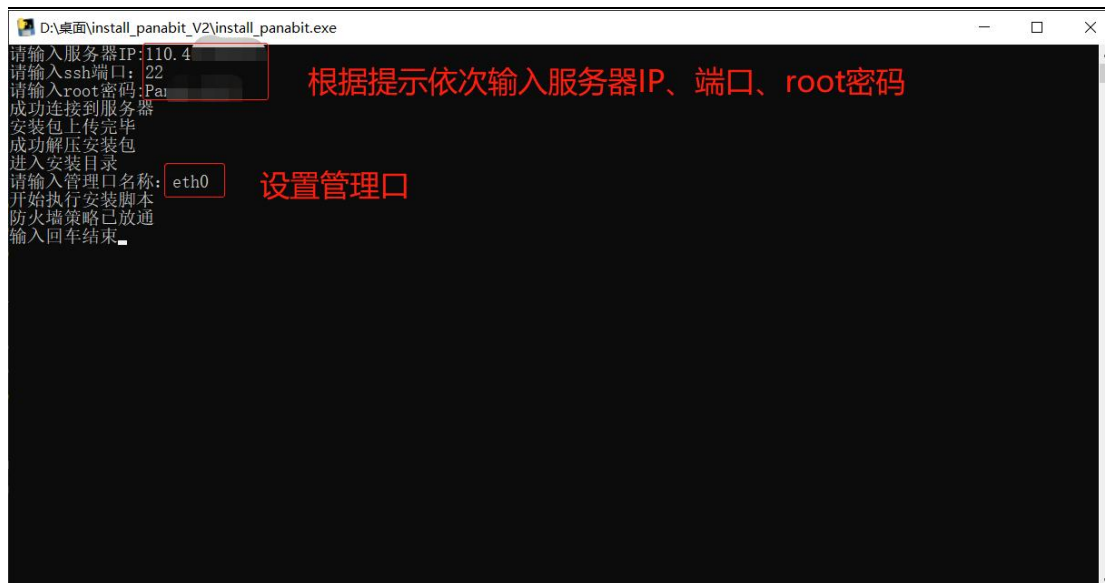 D:\桌面\install_panabit_V2\install_panabit.exe
请输入服务器IP:110.4
请输入ssh端口：22
请输入root密码:Pan
根据提示依次输入服务器IP、端口、root密码
成功连接到服务器
安装包上传完毕
成功解压安装包
进入安装目录
请输入管理口名称：eth0
设置管理口
开始执行安装脚本
防火墙策略已放通
输入回车结束